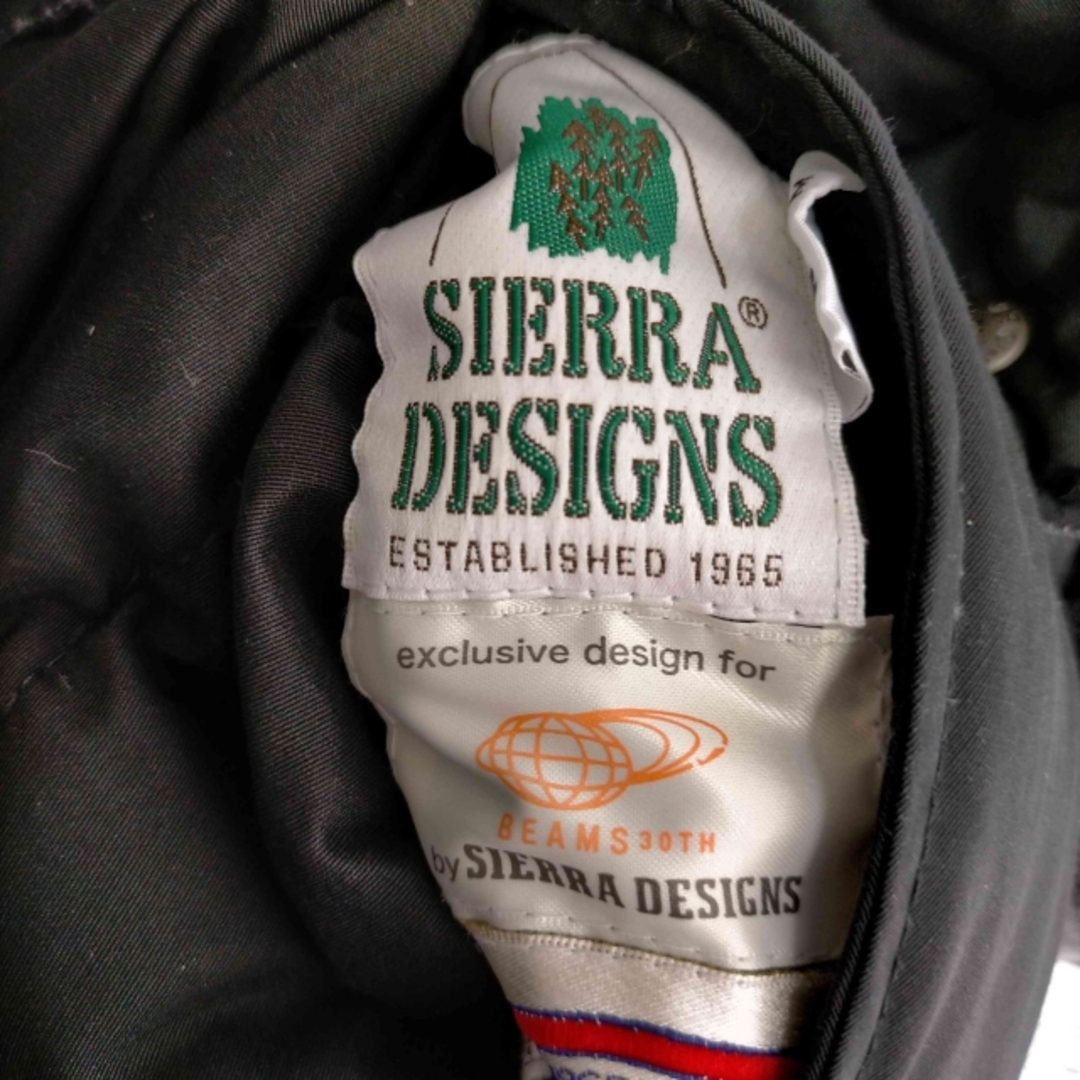 SIERRA®
DESIGNS
ESTABLISHED 1965
exclusive design for
BEAMS 30TH
by SIERRA DESIGNS